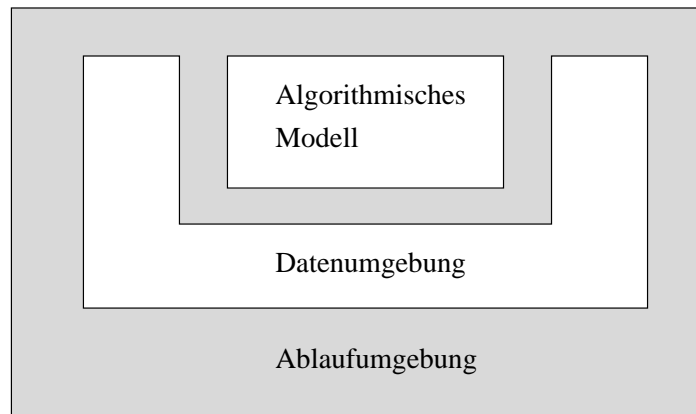 Algorithmisches
Modell
Datenumgebung
Ablaufumgebung